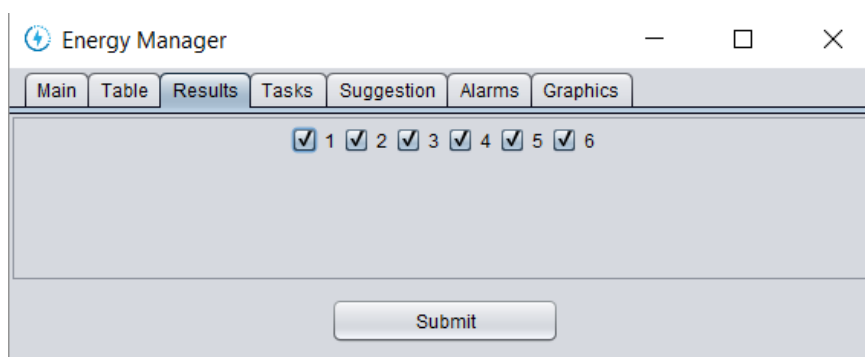 Energy Manager
Main Table Results Tasks Suggestion Alarms Graphics
1 2 3 4 5 6
Submit